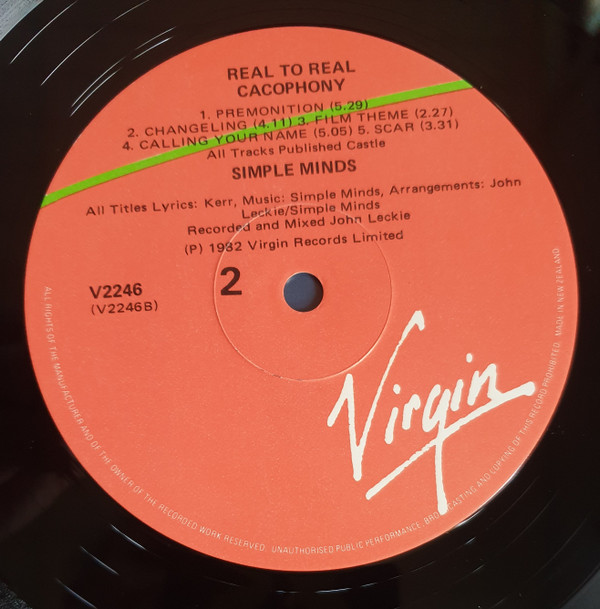 REAL TO REAL
CACOPHONY
1. PREMONITION (5.29)
2. CHANGELING (4.11) 3. FILM THEME (2.27)
4. CALLING YOUR NAME (5.05) 5. SCAR (3.31)
All Tracks Published Castle
SIMPLE MINDS
All Titles Lyrics: Kerr, Music: Simple Minds, Arrangements: John
Leckie/Simple Minds
Recorded and Mixed John Leckie
(P) 1982 Virgin Records Limited
V2246
(V2246B)
2
Virgin
ALL RIGHTS OF THE MANUFACTURER AND OF THE OWNER OF THE RECORDED WORK RESERVED. UNAUTHORISED PUBLIC PERFORMANCE, BROADCASTING AND COPYING OF THIS RECORD PROHIBITED. MADE IN NEW ZEALAND